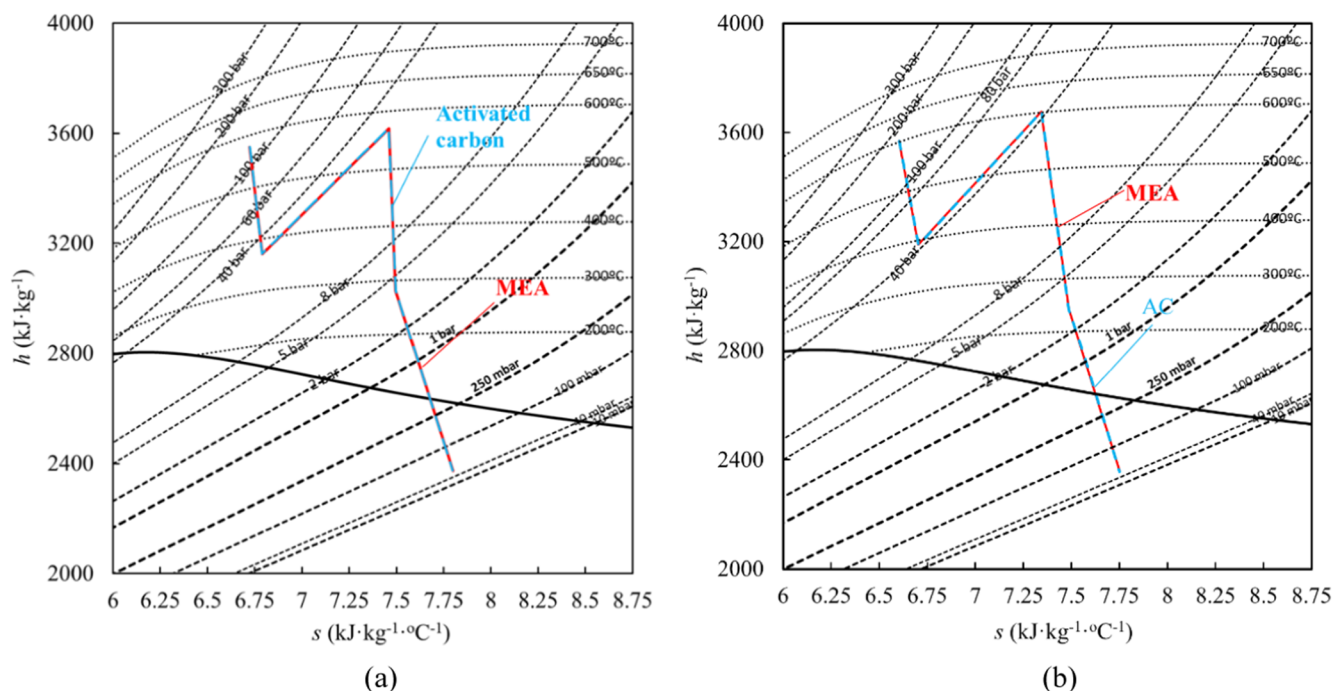 4000
3600
3200
2800
2400
2000
h (kJ·kg⁻¹)
700ºC
650ºC
600ºC
500ºC
400ºC
300ºC
200ºC
300 bar
200 bar
100 bar
80 bar
40 bar
8 bar
5 bar
2 bar
1 bar
250 mbar
100 mbar
Activated
carbon
MEA
6 6.25 6.5 6.75 7 7.25 7.5 7.75 8 8.25 8.5 8.75
s (kJ·kg⁻¹·ºC⁻¹)
(a)
4000
3600
3200
2800
2400
2000
h (kJ·kg⁻¹)
700ºC
650ºC
600ºC
500ºC
400ºC
300ºC
200ºC
300 bar
200 bar
100 bar
80 bar
40 bar
8 bar
5 bar
2 bar
1 bar
250 mbar
100 mbar
MEA
AC
6 6.25 6.5 6.75 7 7.25 7.5 7.75 8 8.25 8.5 8.75
s (kJ·kg⁻¹·ºC⁻¹)
(b)